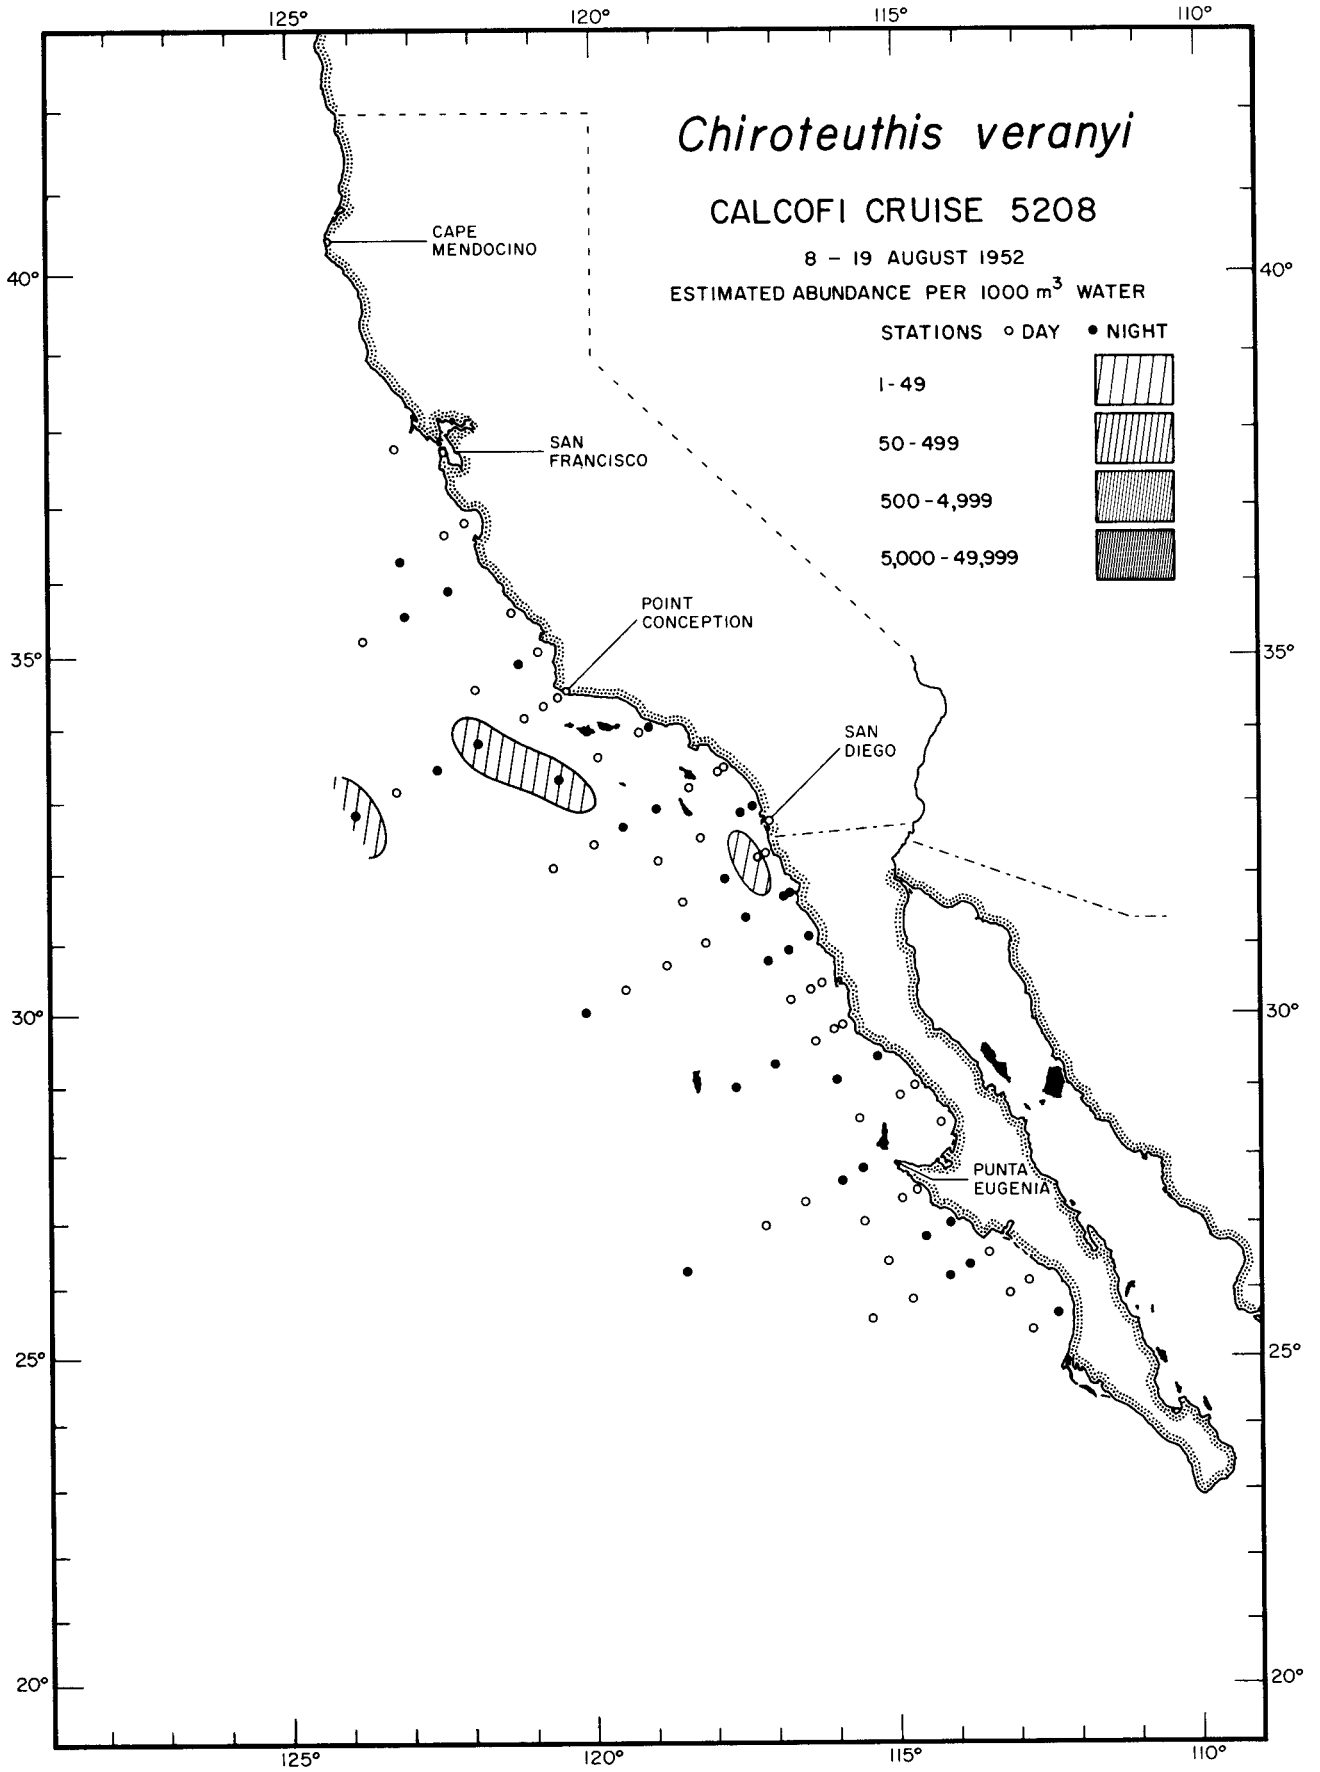 125° 120° 115° 110°
Chiroteuthis veranyi
CALCOFI CRUISE 5208
8 - 19 AUGUST 1952
ESTIMATED ABUNDANCE PER 1000 m³ WATER
STATIONS ○ DAY ● NIGHT
1-49
50-499
500-4,999
5,000-49,999
CAPE
MENDOCINO
40° 40°
SAN
FRANCISCO
POINT
CONCEPTION
35° 35°
SAN
DIEGO
30° 30°
PUNTA
EUGENIA
25° 25°
20° 20°
125° 120° 115° 110°